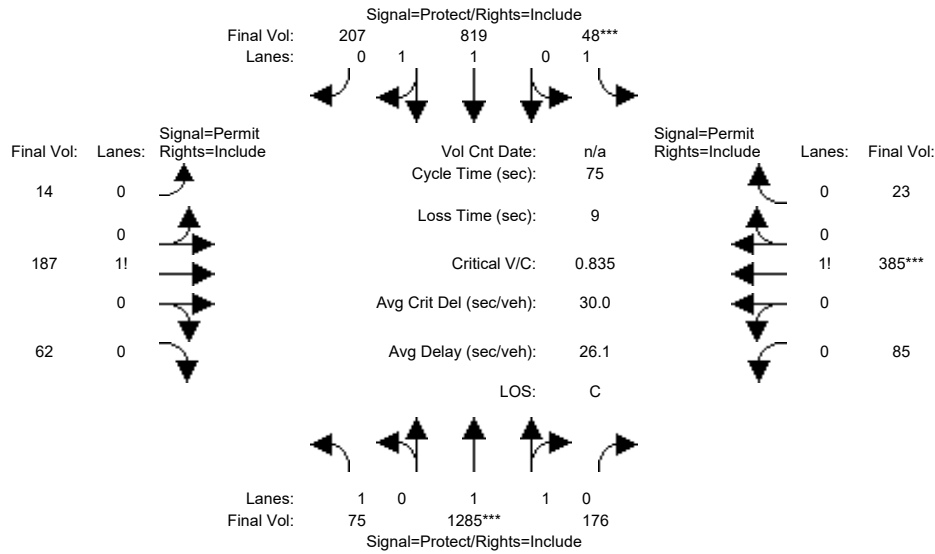 Signal=Protect/Rights=Include
Final Vol: 207 819 48***
Lanes: 0 1 1 0 1
Signal=Permit
Final Vol: Lanes: Rights=Include
Vol Cnt Date: n/a
Signal=Permit
Rights=Include Lanes: Final Vol:
Cycle Time (sec): 75
14 0
0 23
Loss Time (sec): 9
0
0
187 1!
Critical V/C: 0.835
1! 385***
0
Avg Crit Del (sec/veh): 30.0
0
62 0
Avg Delay (sec/veh): 26.1
0 85
LOS: C
Lanes: 1 0 1 1 0
Final Vol: 75 1285*** 176
Signal=Protect/Rights=Include